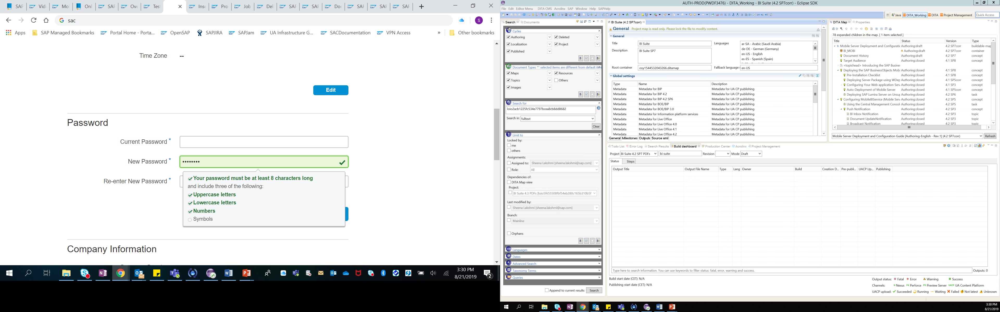 SAP
Vid
Mo
Onl
SAF
Ov
Test
Inse
Pro
Job
Del
SAF
SAF
Do
SAF
SAF
SAF
sac
S
Apps
SAP Managed Bookmarks
Portal Home - Porta...
OpenSAP
SAPJIRA
SAPJam
UA Infrastructure G...
SACDocumentation
VPN Access
»
Other bookmarks
Time Zone --
Edit
Password
Current Password *
New Password * ••••••••
Re-enter New Password *
Your password must be at least 8 characters long
and include three of the following:
Uppercase letters
Lowercase letters
Numbers
Symbols
Company Information
3:30 PM
8/21/2019
2
AUTH-PROD(PWDF3476) - DITA_Working - BI Suite (4.2 SP7corr) - Eclipse SDK
File Edit Editor Menu DITA CMS Acrolinx SAP Window Help SAPHelp
Java DITA_Working DITA Project Management Quick Access
Search Documents
Cycles
Authoring Deleted
Localization Project
Published
Document Types ** selected items are different from default item
Maps Resources
Topics Others
Images
Search for
loio2acb1225fc534e7797bcea8cb8dd8682
Search in: fulltext
Clear
Limit to
Locked by:
me
others
Assignments:
Assigned to: Sheena Lakshmi [sheena.lakshmi@sap.com]
Role: All
Dependencies of:
DITA Map view
Project:
BI Suite 4.3 PDFs [loio5f655508fbf54eb280c165b310b5f
Last modified by:
Sheena Lakshmi [sheena.lakshmi@sap.com]
Branch:
Mainline
Orphans
Languages
Dates
Advanced Search
Taxonomy Terms
Queries
Append to current results Search
BI Suite (4.2 SP7corr)
General Project map is read only. Please lock the file to modify content.
General
Title BI Suite
Description BI Suite SP7
Languages
ar-SA - Arabic (Saudi Arabia)
de-DE - German (Germany)
en-US - English
es-ES - Spanish (Spain)
Root container osy1544532043266.ditamap Fallback language en-US
Global settings
Type Name Description
Metadata Metadata for BIP Metadata for UA CP publishing
Metadata Metadata for BIP 4.2 Metadata for UA CP publishing
Metadata Metadata for BIP 4.2 SP6 Metadata for UA CP publishing
Metadata Metadata for BOE/BIP Metadata for UA CP publishing
Metadata Metadata for BOE/BIP 3.0 Metadata for UA CP publishing
Metadata Metadata for Information platform services Metadata for UA CP publishing
Metadata Metadata for Live Office Metadata for UA CP publishing
Metadata Metadata for Live Office 4.0 Metadata for UA CP publishing
Metadata Metadata for Live Office 4.1 Metadata for UA CP publishing
Metadata Metadata for Live Office 4.2 Metadata for UA CP publishing
General Milestones Outputs Source xml
DITA Map Properties
78 expanded children in the map. [ 1 item selected ]
Title Status Version Type
Mobile Server Deployment and Configuratic Authoring:draft 4.2 SP7corr buildable-map
BI_MOBI Authoring:draft 4.2 SP7corr container
Document History Authoring:draft 4.2 SP7 concept
Target Audience Authoring:closed 4.1 SP8 concept
<topichead> Introducing the SAP Busines
Deploying the SAP BusinessObjects Mobi Authoring:closed 4.1 SP8 concept
Pre-Installation Checklist Authoring:closed 4.1 SP8 concept
Deploying Server Package using WDep Authoring:closed 4.1 SP5corr concept
Configuring Your Web application Serv Authoring:closed 4.1 SP3 concept
Auto-Deployment of Mobile Server Authoring:closed 4.1 SP5corr concept
Deploying SAP Lumira Server on Unsup Authoring:closed 4.2 SP6 task
Configuring MobileBIService (Mobile Serv Authoring:closed 4.2 SP5 concept
Using the Central Management Consol Authoring:closed 4.2 SP5 task
Push Notification Authoring:closed 4.2 SP3 concept
BI Inbox Notification Authoring:closed 4.2 SP3 topic
Document UpdateNotification Authoring:closed 4.2 SP3 topic
Broadcast Notification Authoring:closed 4.2 SP3 topic
Mobile Server Deployment and Configuration Guide [Authoring-English - Rev.1] (4.2 SP7corr) Refresh
Todo List Error Log Search Results Build dashboard Production Center Acrolinx Project Management
Project BI Suite 4.2 SP7 PDFs bi suite Revision Mode Draft
Status Steps
Output Title Output File Name Type Lang Owner Build Creation D... Pre-publi... UACP Up... Publishing
Type here to search information. You can use keywords to filter status: fatal, error, warning and success. Outputs: 0
Build start date (CET): N/A
Publishing start date (CET): N/A
Output status: Fatal Error Warning Success
Channels: N Nexus P4 Perforce PS Preview Server UACP UA Content Platform
UACP upload: Succeeded Running Waiting Failed Not latest Unknown
3:30 PM
8/21/2019